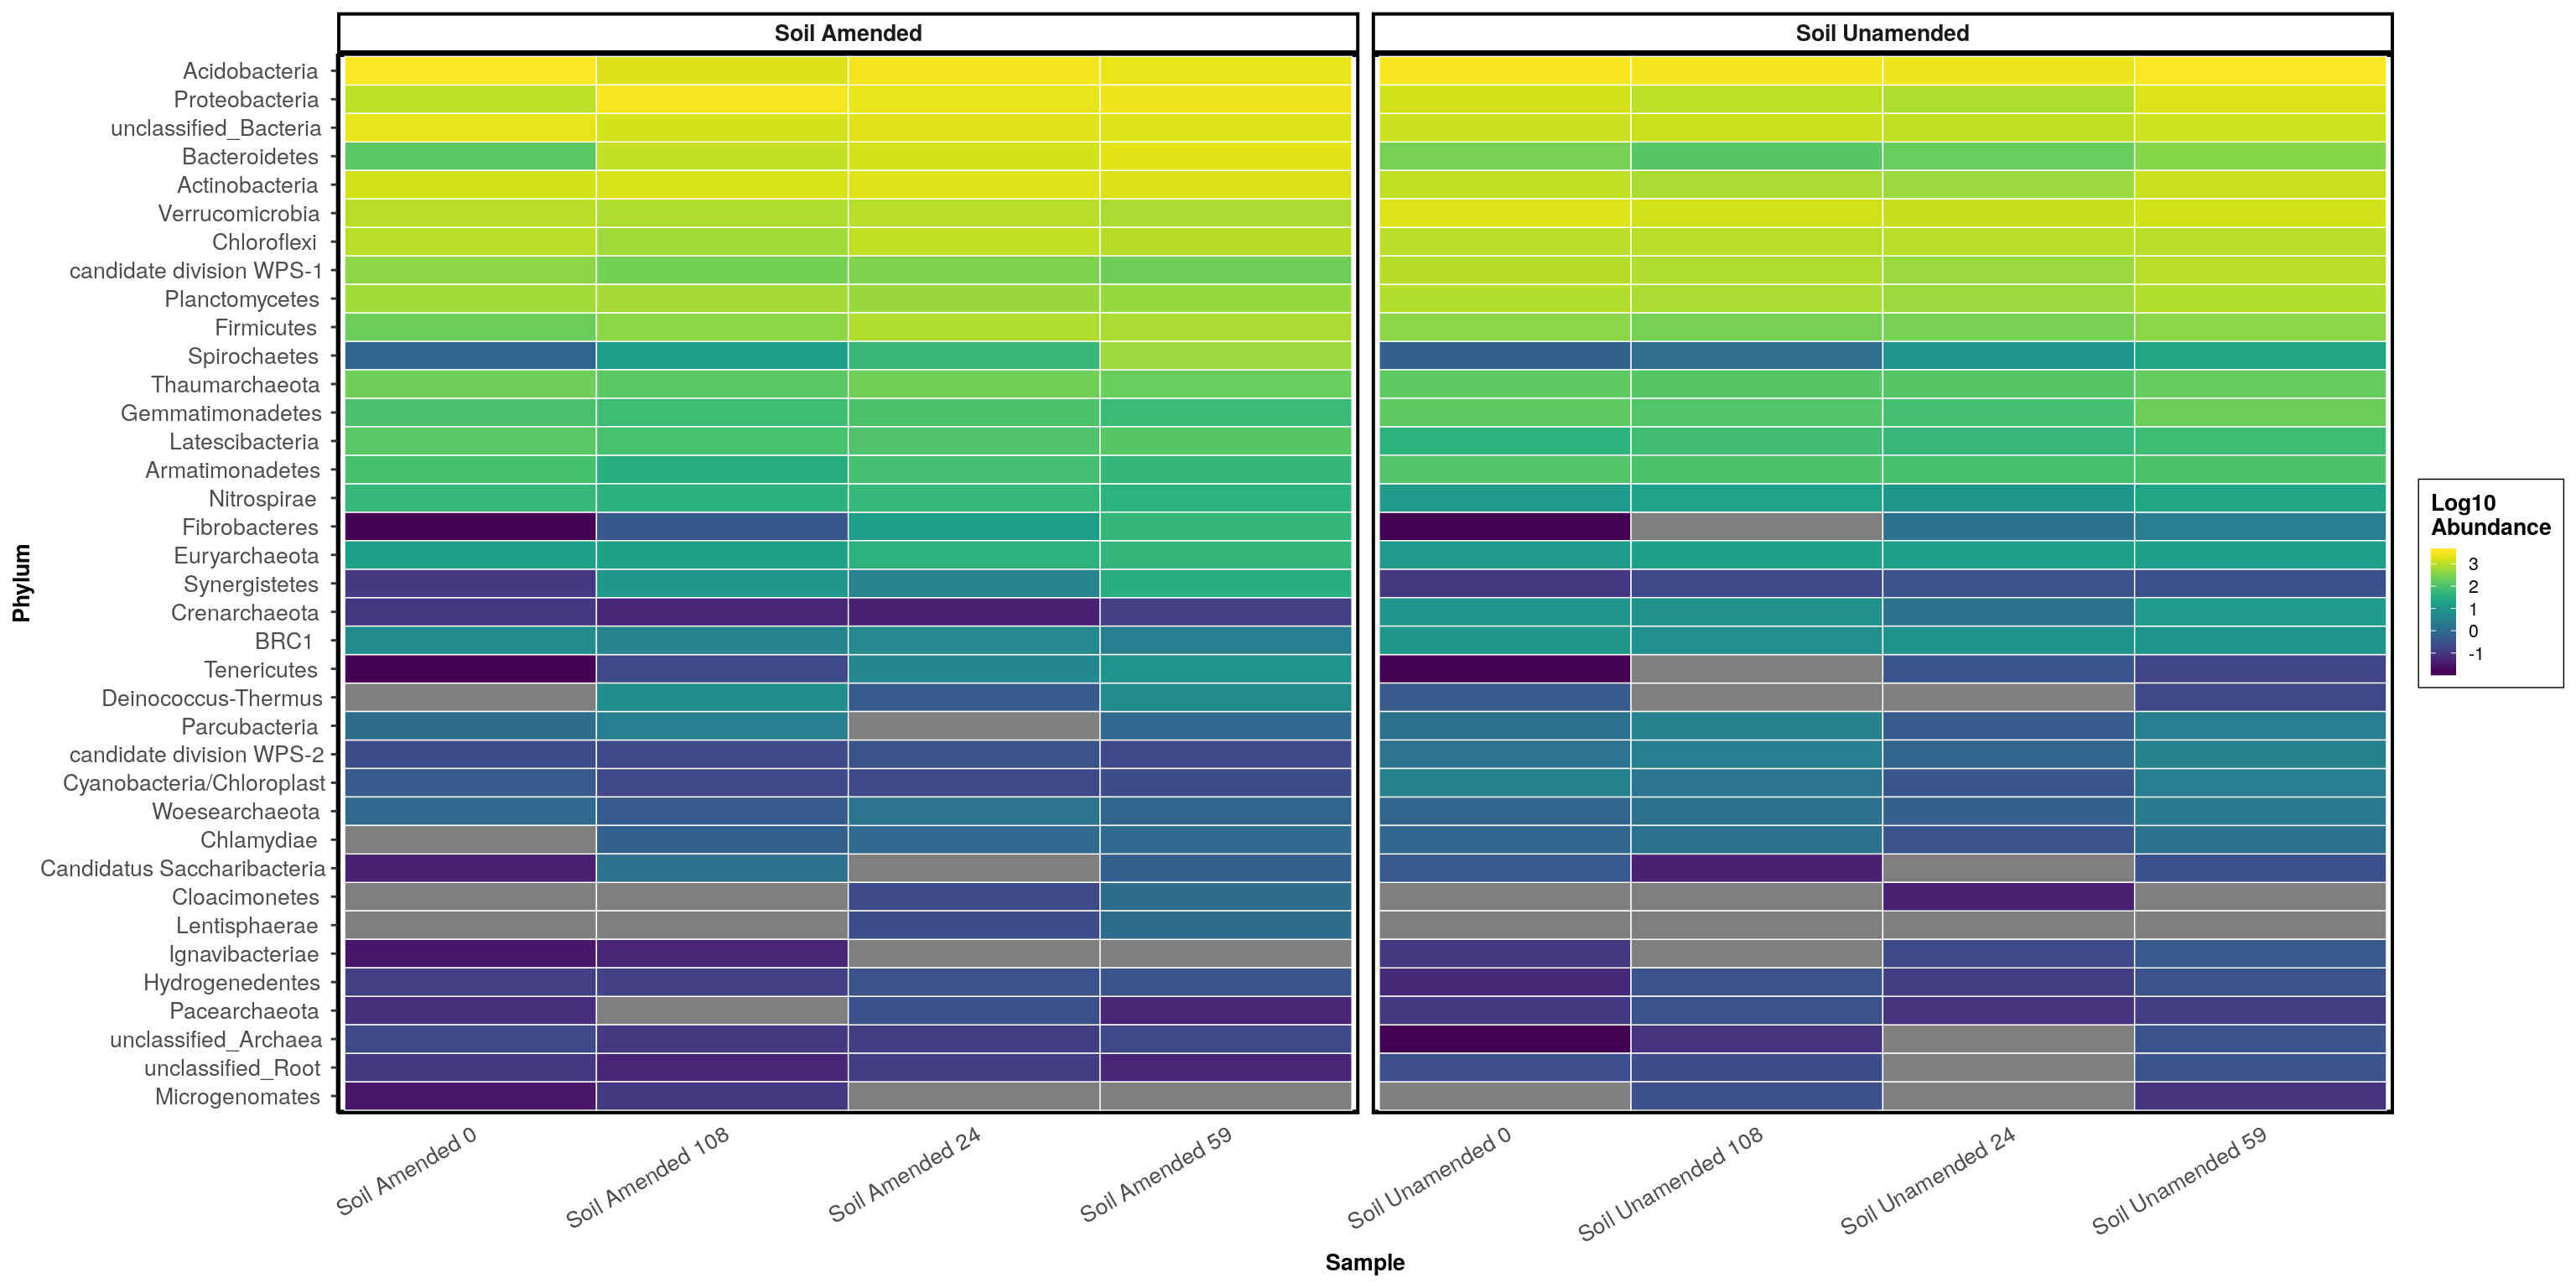 Soil Amended
Soil Unamended
Acidobacteria
Proteobacteria
unclassified_Bacteria
Bacteroidetes
Actinobacteria
Verrucomicrobia
Chloroflexi
candidate division WPS-1
Planctomycetes
Firmicutes
Spirochaetes
Thaumarchaeota
Gemmatimonadetes
Latescibacteria
Armatimonadetes
Nitrospirae
Fibrobacteres
Euryarchaeota
Synergistetes
Crenarchaeota
BRC1
Tenericutes
Deinococcus-Thermus
Parcubacteria
candidate division WPS-2
Cyanobacteria/Chloroplast
Woesearchaeota
Chlamydiae
Candidatus Saccharibacteria
Cloacimonetes
Lentisphaerae
Ignavibacteriae
Hydrogenedentes
Pacearchaeota
unclassified_Archaea
unclassified_Root
Microgenomates
Phylum
Soil Amended 0
Soil Amended 108
Soil Amended 24
Soil Amended 59
Soil Unamended 0
Soil Unamended 108
Soil Unamended 24
Soil Unamended 59
Sample
Log10
Abundance
3
2
1
0
-1